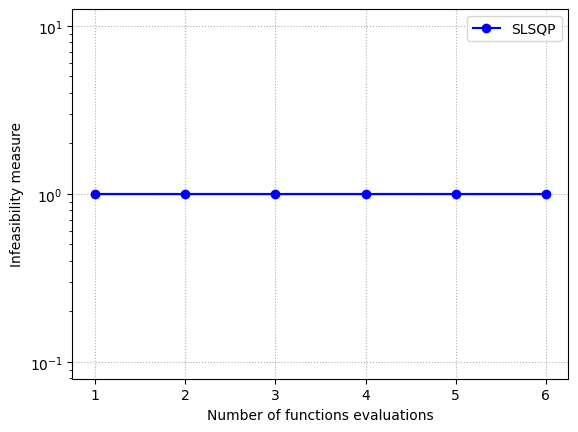 SLSQP
Infeasibility measure
10¹
10⁰
10⁻¹
1 2 3 4 5 6
Number of functions evaluations